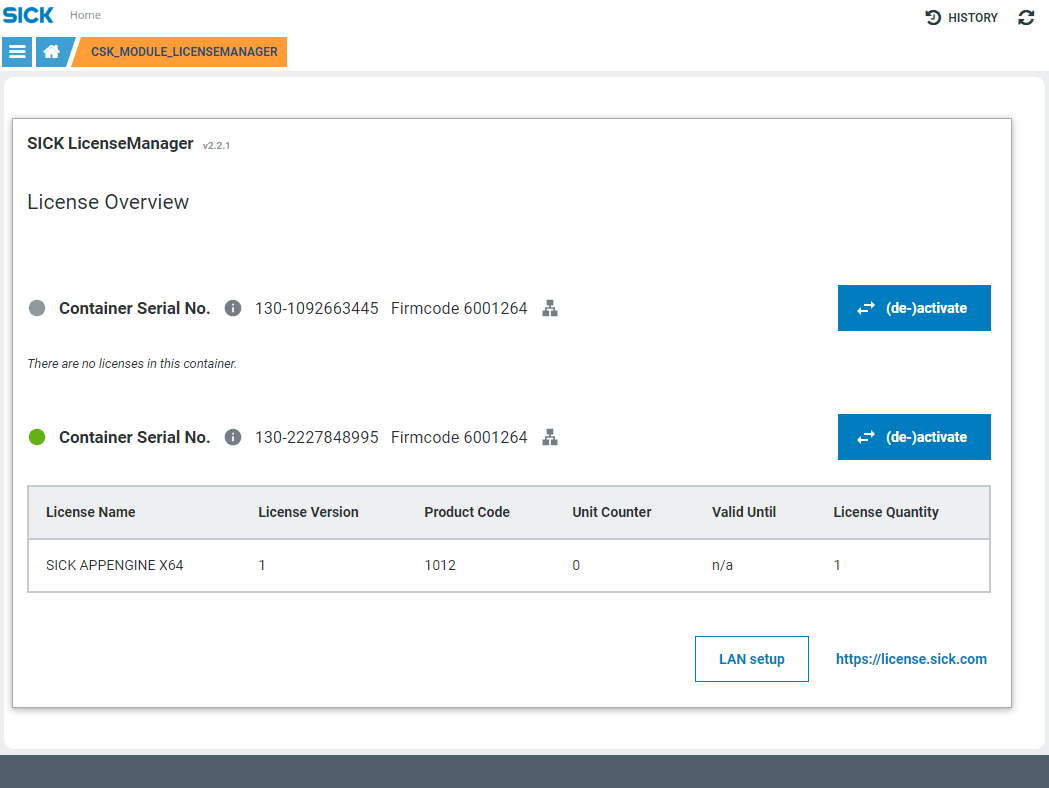 SICK Home HISTORY
CSK_MODULE_LICENSEMANAGER
SICK LicenseManager v2.2.1
License Overview
Container Serial No. i 130-1092663445 Firmcode 6001264 (de-)activate
There are no licenses in this container.
Container Serial No. i 130-2227848995 Firmcode 6001264 (de-)activate
License Name License Version Product Code Unit Counter Valid Until License Quantity
SICK APPENGINE X64 1 1012 0 n/a 1
LAN setup https://license.sick.com